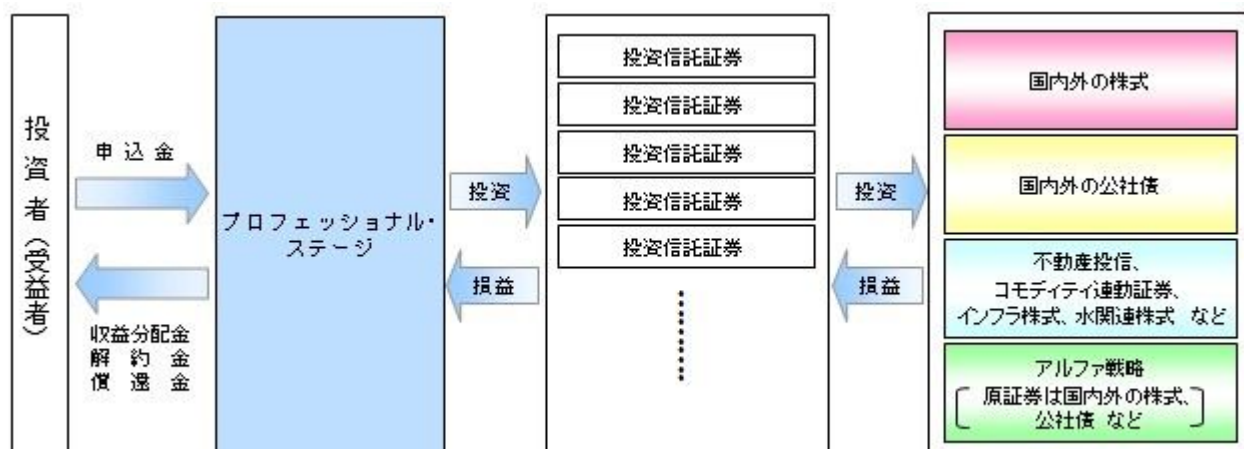 投資者(受益者)
申込金
収益分配金
解約金
償還金
プロフェッショナル・
ステージ
投資
損益
投資信託証券
投資信託証券
投資信託証券
投資信託証券
投資信託証券
投資
損益
国内外の株式
国内外の公社債
不動産投信、
コモディティ連動証券、
インフラ株式、水関連株式 など
アルファ戦略
原証券は国内外の株式、
公社債 など